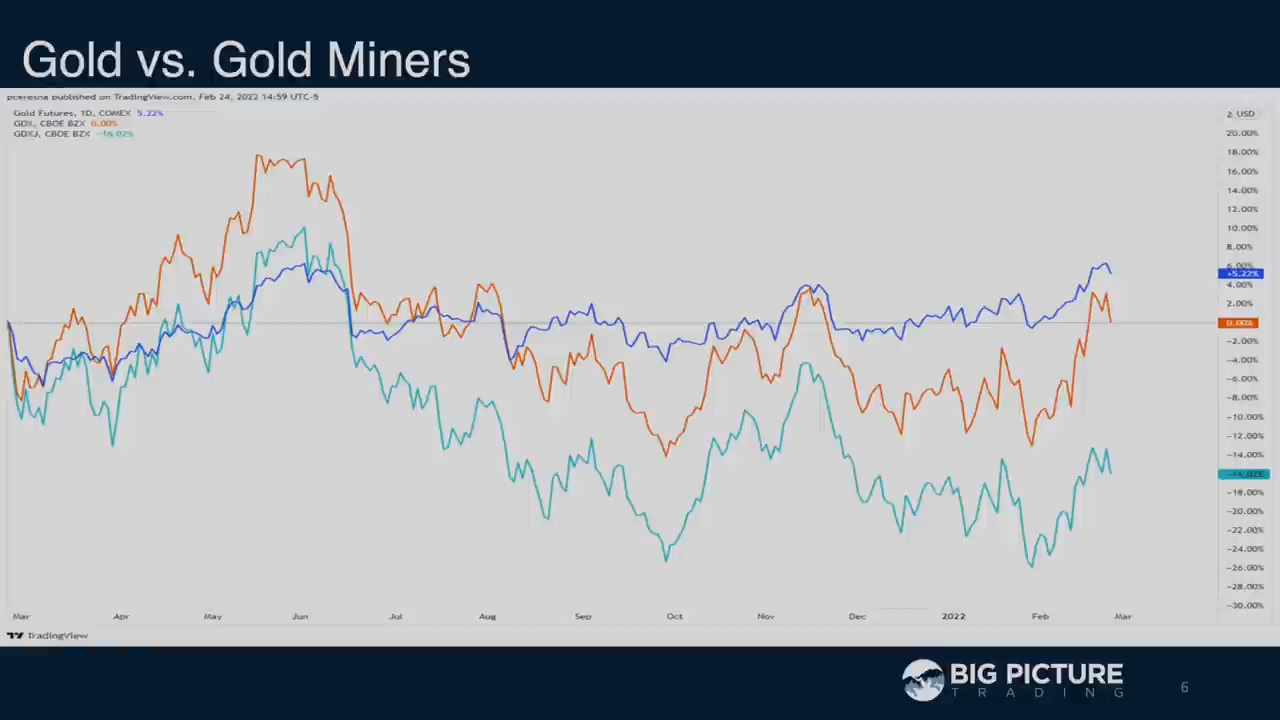 Gold vs. Gold Miners
pceresna published on TradingView.com, Feb 24, 2022 14:59 UTC-5
Gold Futures, 1D, COMEX 5.22%
GDX, CBOE BZX 0.00%
GDXJ, CBOE BZX −16.02%
USD
20.00%
18.00%
16.00%
14.00%
12.00%
10.00%
8.00%
6.00%
+5.22%
4.00%
2.00%
0.00%
−2.00%
−4.00%
−6.00%
−8.00%
−10.00%
−12.00%
−14.00%
−16.02%
−18.00%
−20.00%
−22.00%
−24.00%
−26.00%
−28.00%
−30.00%
Mar Apr May Jun Jul Aug Sep Oct Nov Dec 2022 Feb Mar
TradingView
BIG PICTURE
TRADING
6